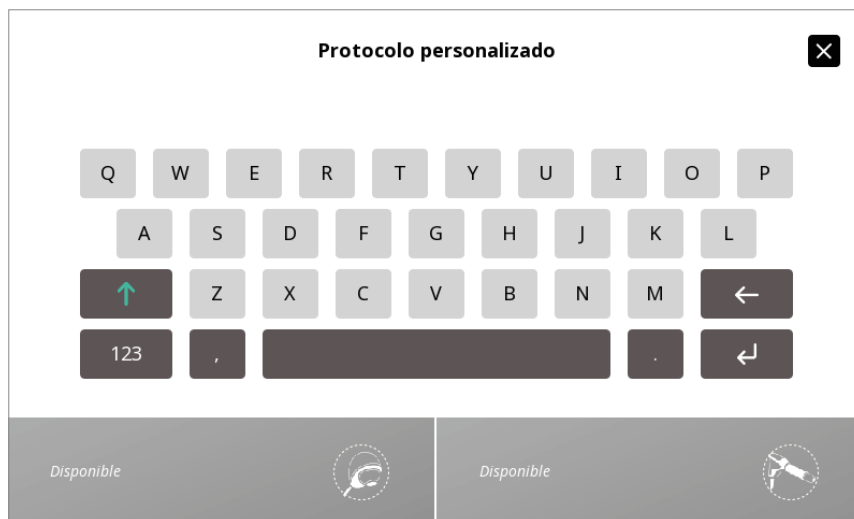 Protocolo personalizado
Q W E R T Y U I O P
A S D F G H J K L
Z X C V B N M
123 , .
Disponible Disponible